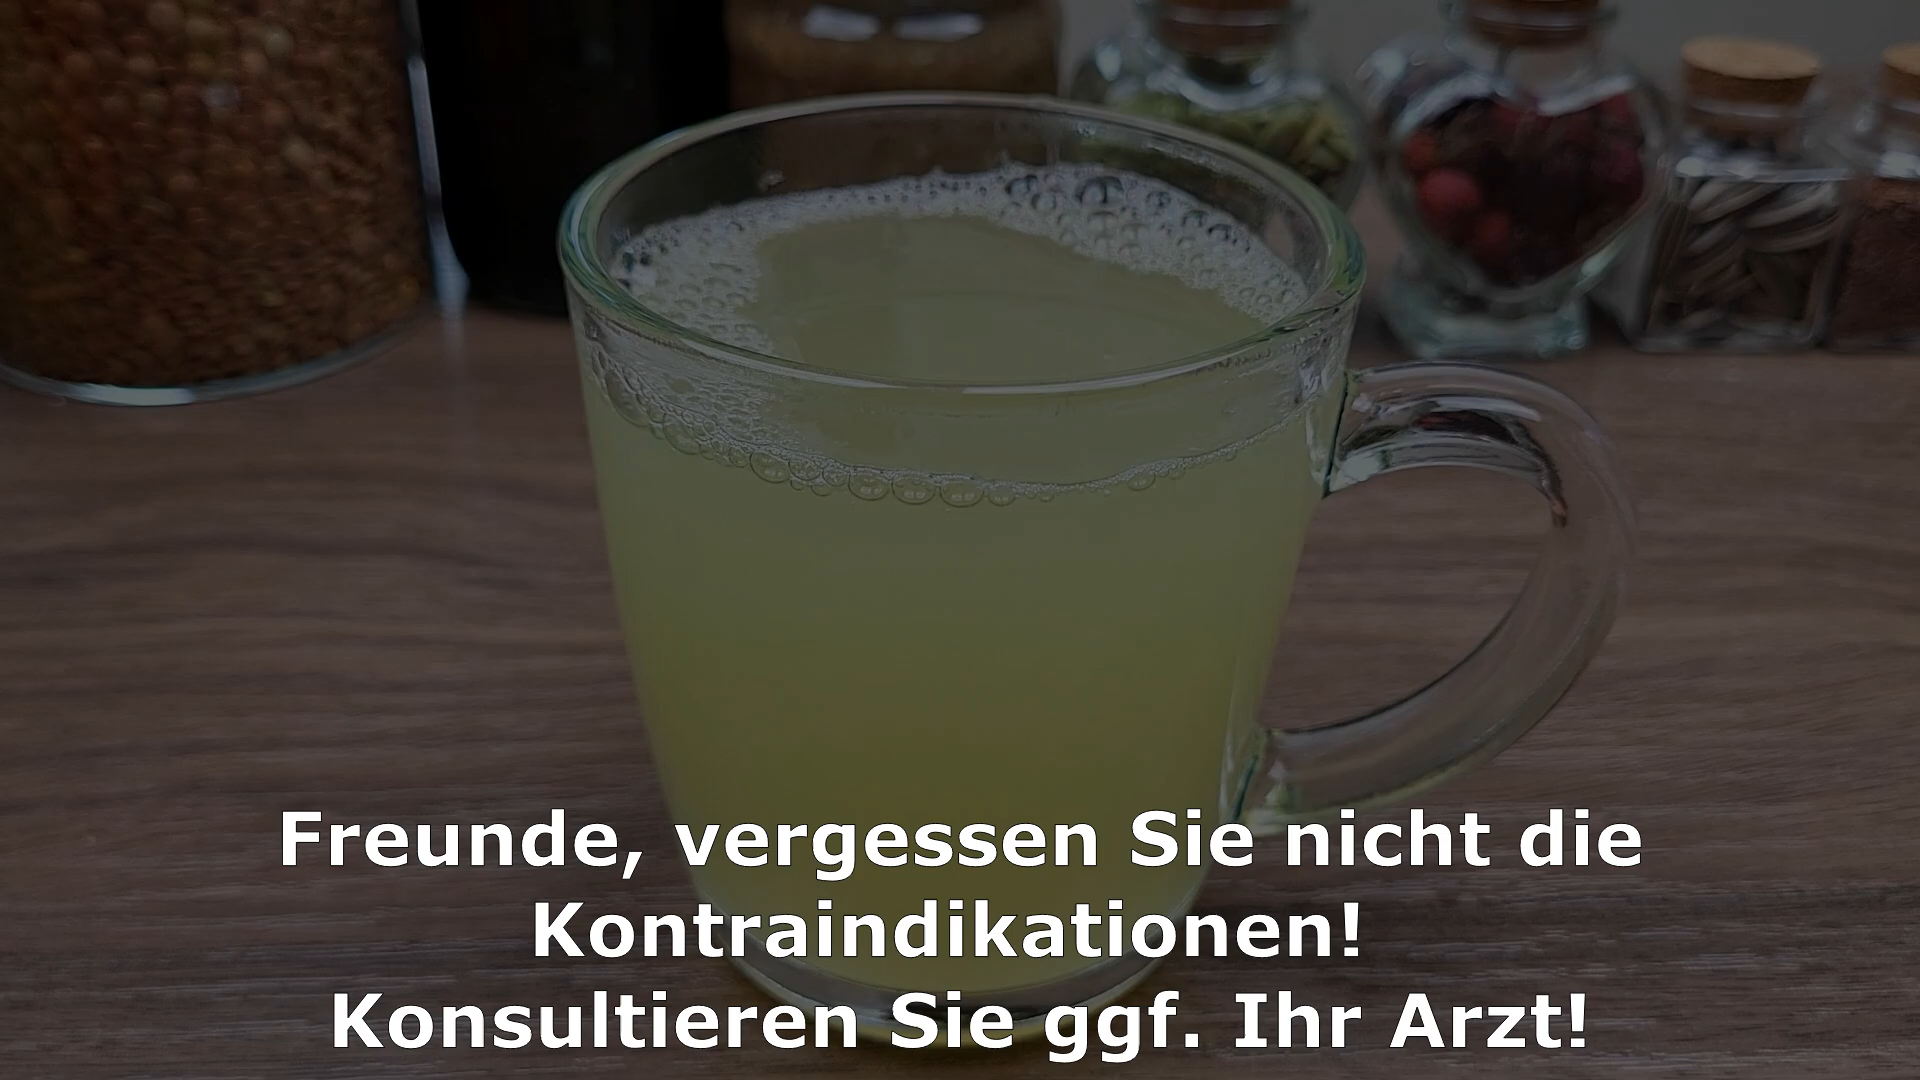 Freunde, vergessen Sie nicht die
Kontraindikationen!
Konsultieren Sie ggf. Ihr Arzt!